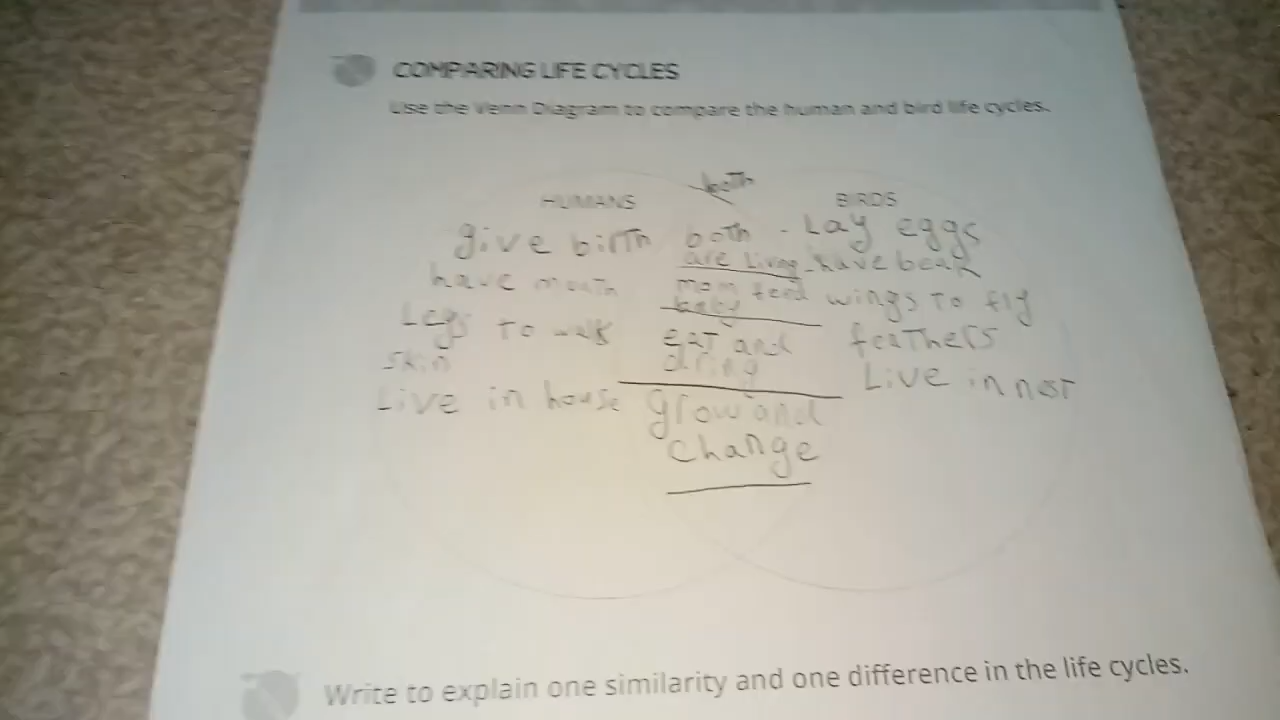 COMPARING LIFE CYCLES
Use the Venn Diagram to compare the human and bird life cycles.
both
HUMANS
BIRDS
give birth
both
- Lay eggs
are Living
- have beak
have mouth
mom feed
baby
wings to fly
Legs to walk
eat and
dring
feathers
skin
Live in nest
Live in house
grow and
change
Write to explain one similarity and one difference in the life cycles.